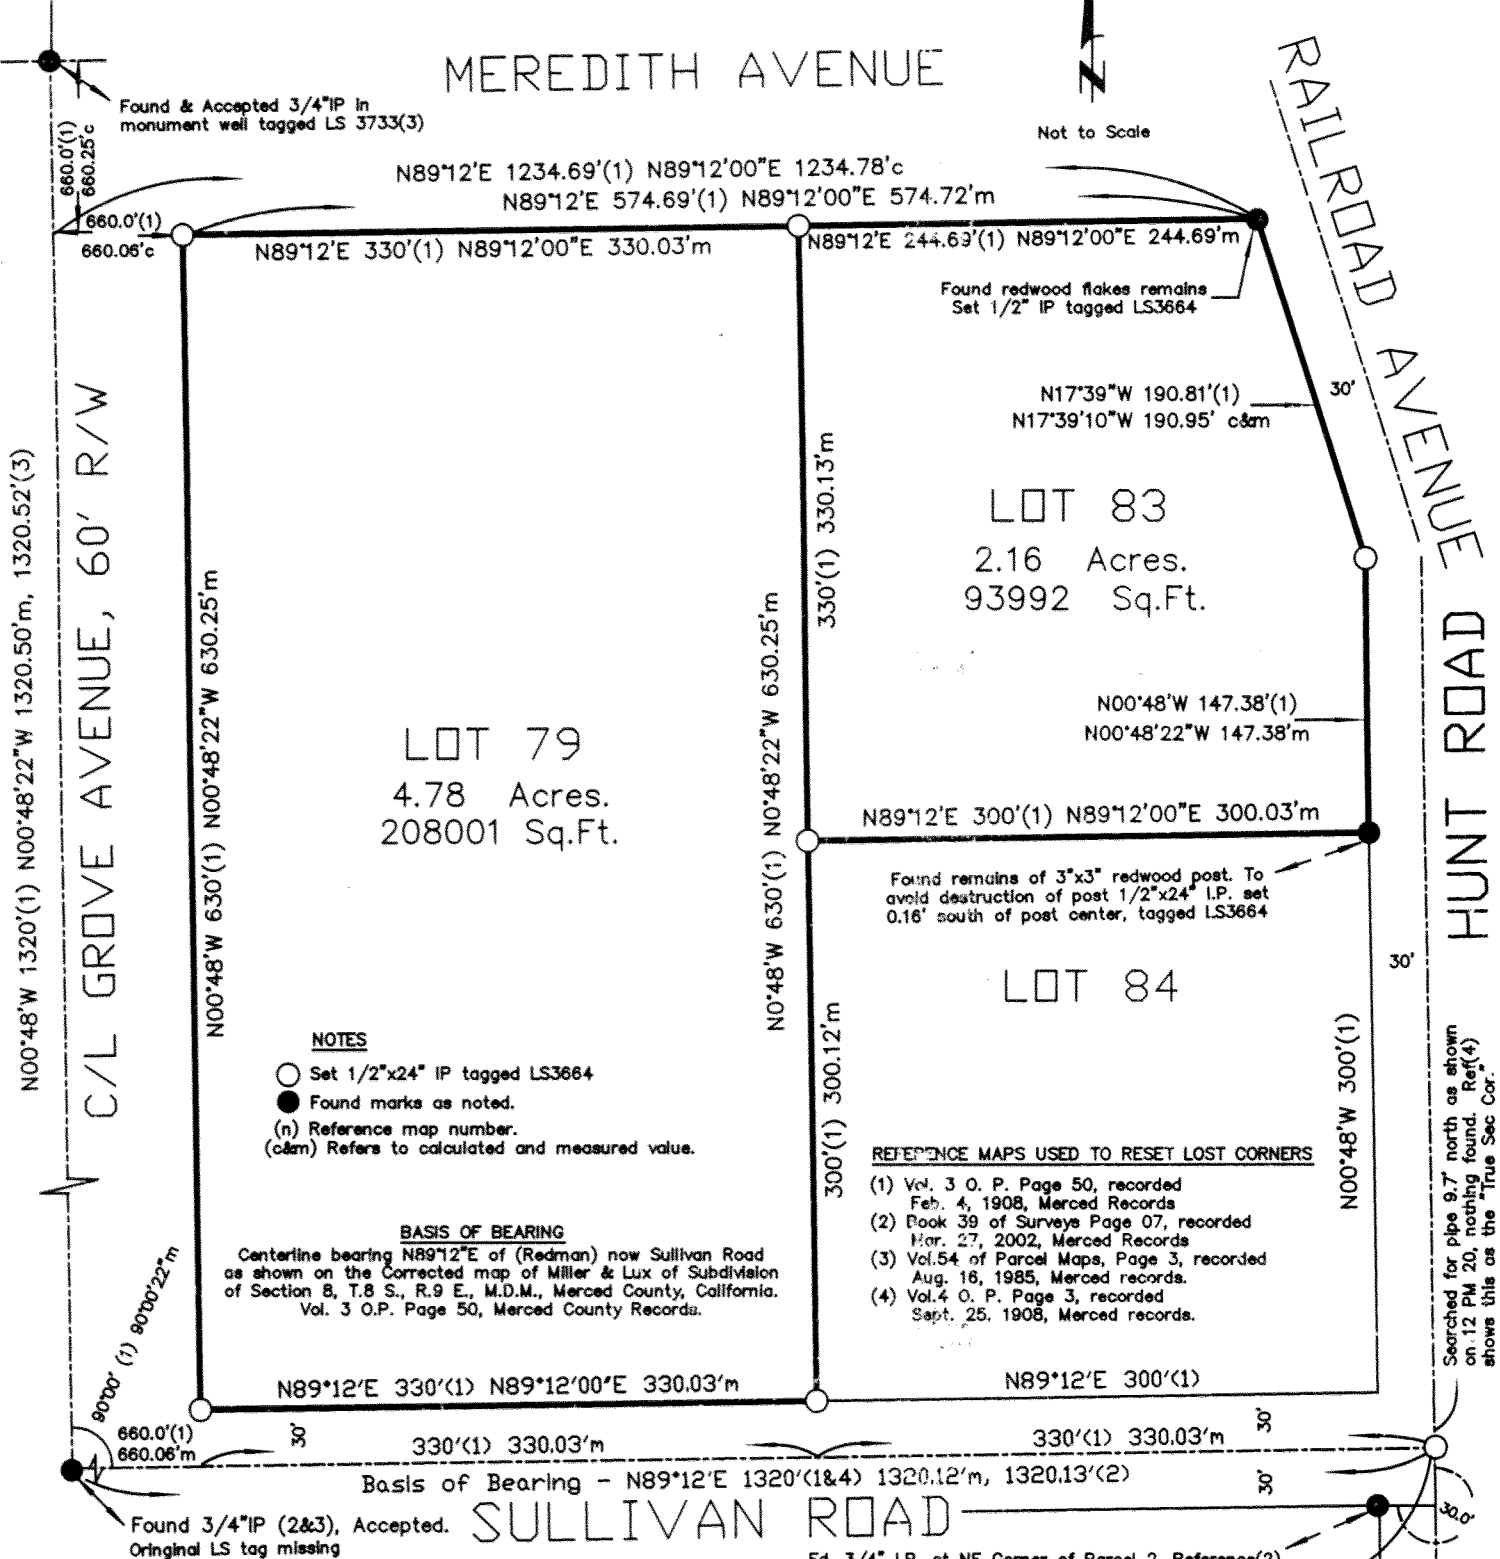 MEREDITH AVENUE
N
Not to Scale
RAILROAD AVENUE
Found & Accepted 3/4"IP in
monument well tagged LS 3733(3)
660.0'(1)
660.25'c
660.0'(1)
660.06'c
N89°12'E 1234.69'(1) N89°12'00"E 1234.78'c
N89°12'E 574.69'(1) N89°12'00"E 574.72'm
N89°12'E 330'(1) N89°12'00"E 330.03'm
N89°12'E 244.69'(1) N89°12'00"E 244.69'm
Found redwood flakes remains
Set 1/2" IP tagged LS3664
N17°39"W 190.81'(1)
N17°39'10"W 190.95' c&m
30'
LOT 83
2.16 Acres.
93992 Sq.Ft.
330'(1) 330.13'm
N00°48'W 1320'(1) N00°48'22"W 1320.50'm, 1320.52'(3)
C/L GROVE AVENUE, 60' R/W
N00°48'W 630'(1) N00°48'22"W 630.25'm
N0°48'W 630'(1) N0°48'22"W 630.25'm
LOT 79
4.78 Acres.
208001 Sq.Ft.
N00°48'W 147.38'(1)
N00°48'22"W 147.38'm
HUNT ROAD
N89°12'E 300'(1) N89°12'00"E 300.03'm
Found remains of 3"x3" redwood post. To
avoid destruction of post 1/2"x24" I.P. set
0.16' south of post center, tagged LS3664
30'
LOT 84
300'(1) 300.12'm
N00°48'W 300'(1)
NOTES
Set 1/2"x24" IP tagged LS3664
Found marks as noted.
(n) Reference map number.
(c&m) Refers to calculated and measured value.
BASIS OF BEARING
Centerline bearing N89°12"E of (Redman) now Sullivan Road
as shown on the Corrected map of Miller & Lux of Subdivision
of Section 8, T.8 S., R.9 E., M.D.M., Merced County, California.
Vol. 3 O.P. Page 50, Merced County Records.
REFERENCE MAPS USED TO RESET LOST CORNERS
(1) Vol. 3 O. P. Page 50, recorded
Feb. 4, 1908, Merced Records
(2) Book 39 of Surveys Page 07, recorded
Mar. 27, 2002, Merced Records
(3) Vol.54 of Parcel Maps, Page 3, recorded
Aug. 16, 1985, Merced records.
(4) Vol.4 O. P. Page 3, recorded
Sept. 25. 1908, Merced records.
Searched for pipe 9.7' north as shown
on 12 PM 20, nothing found. Ref(4)
shows this as the "True Sec Cor."
90°00' (1) 90°00'22"m
N89°12'E 330'(1) N89°12'00"E 330.03'm
N89°12'E 300'(1)
660.0'(1)
660.06'm
30'
330'(1) 330.03'm
330'(1) 330.03'm
30'
Basis of Bearing - N89°12'E 1320'(1&4) 1320.12'm, 1320.13'(2)
30'
30.0'
SULLIVAN ROAD
Found 3/4"IP (2&3), Accepted.
Oringinal LS tag missing
Fd. 3/4" I.P. at NE Corner of Parcel 2, Reference(2)